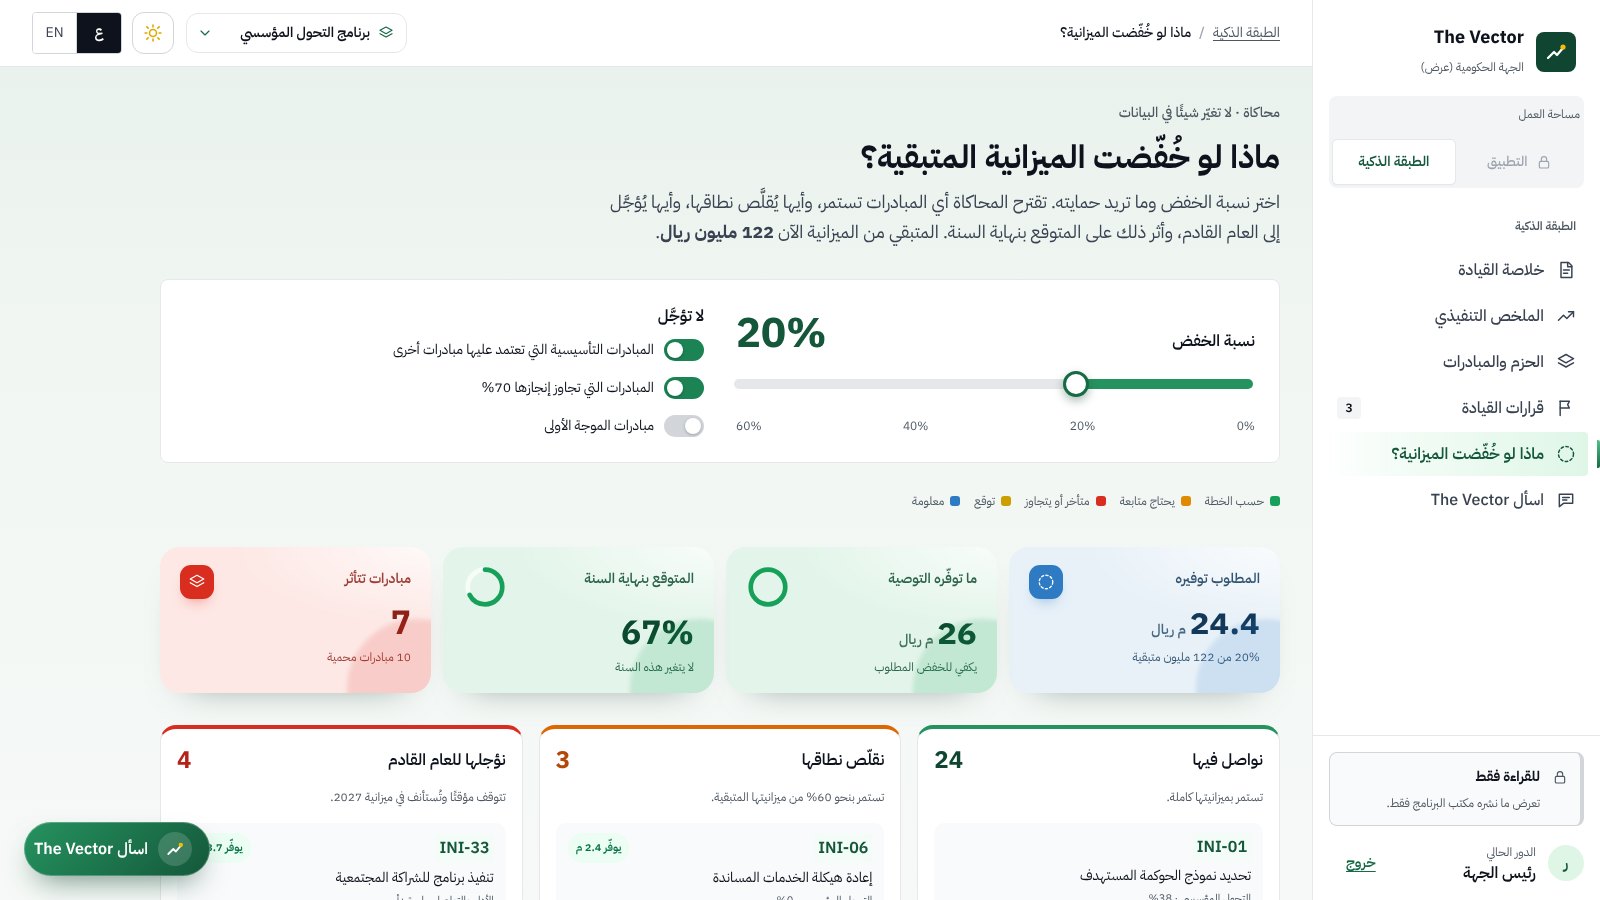 The Vector
الجهة الحكومية (عرض)
مساحة العمل
التطبيق
الطبقة الذكية
الطبقة الذكية
خلاصة القيادة
الملخص التنفيذي
الحزم والمبادرات
قرارات القيادة
3
ماذا لو خُفّضت الميزانية؟
اسأل The Vector
للقراءة فقط
تعرض ما نشره مكتب البرنامج فقط.
ر
الدور الحالي
رئيس الجهة
خروج
الطبقة الذكية / ماذا لو خُفّضت الميزانية؟
برنامج التحول المؤسسي
ع
EN
محاكاة · لا تغيّر شيئًا في البيانات
ماذا لو خُفّضت الميزانية المتبقية؟
اختر نسبة الخفض وما تريد حمايته. تقترح المحاكاة أي المبادرات تستمر، وأيها يُقلَّص نطاقها، وأيها يُؤجَّل
إلى العام القادم، وأثر ذلك على المتوقع بنهاية السنة. المتبقي من الميزانية الآن 122 مليون ريال.
نسبة الخفض
20%
0%
20%
40%
60%
لا تؤجَّل
المبادرات التأسيسية التي تعتمد عليها مبادرات أخرى
المبادرات التي تجاوز إنجازها 70%
مبادرات الموجة الأولى
حسب الخطة
يحتاج متابعة
متأخر أو يتجاوز
توقع
معلومة
المطلوب توفيره
24.4 م ريال
20% من 122 مليون متبقية
ما توفّره التوصية
26 م ريال
يكفي للخفض المطلوب
المتوقع بنهاية السنة
67%
لا يتغير هذه السنة
مبادرات تتأثر
7
10 مبادرات محمية
نواصل فيها
24
تستمر بميزانيتها كاملة.
INI-01
تحديد نموذج الحوكمة المستهدف
نقلّص نطاقها
3
تستمر بنحو 60% من ميزانيتها المتبقية.
INI-06
يوفّر 2.4 م
إعادة هيكلة الخدمات المساندة
نؤجلها للعام القادم
4
تتوقف مؤقتًا وتُستأنف في ميزانية 2027.
INI-33
تنفيذ برنامج للشراكة المجتمعية
اسأل The Vector